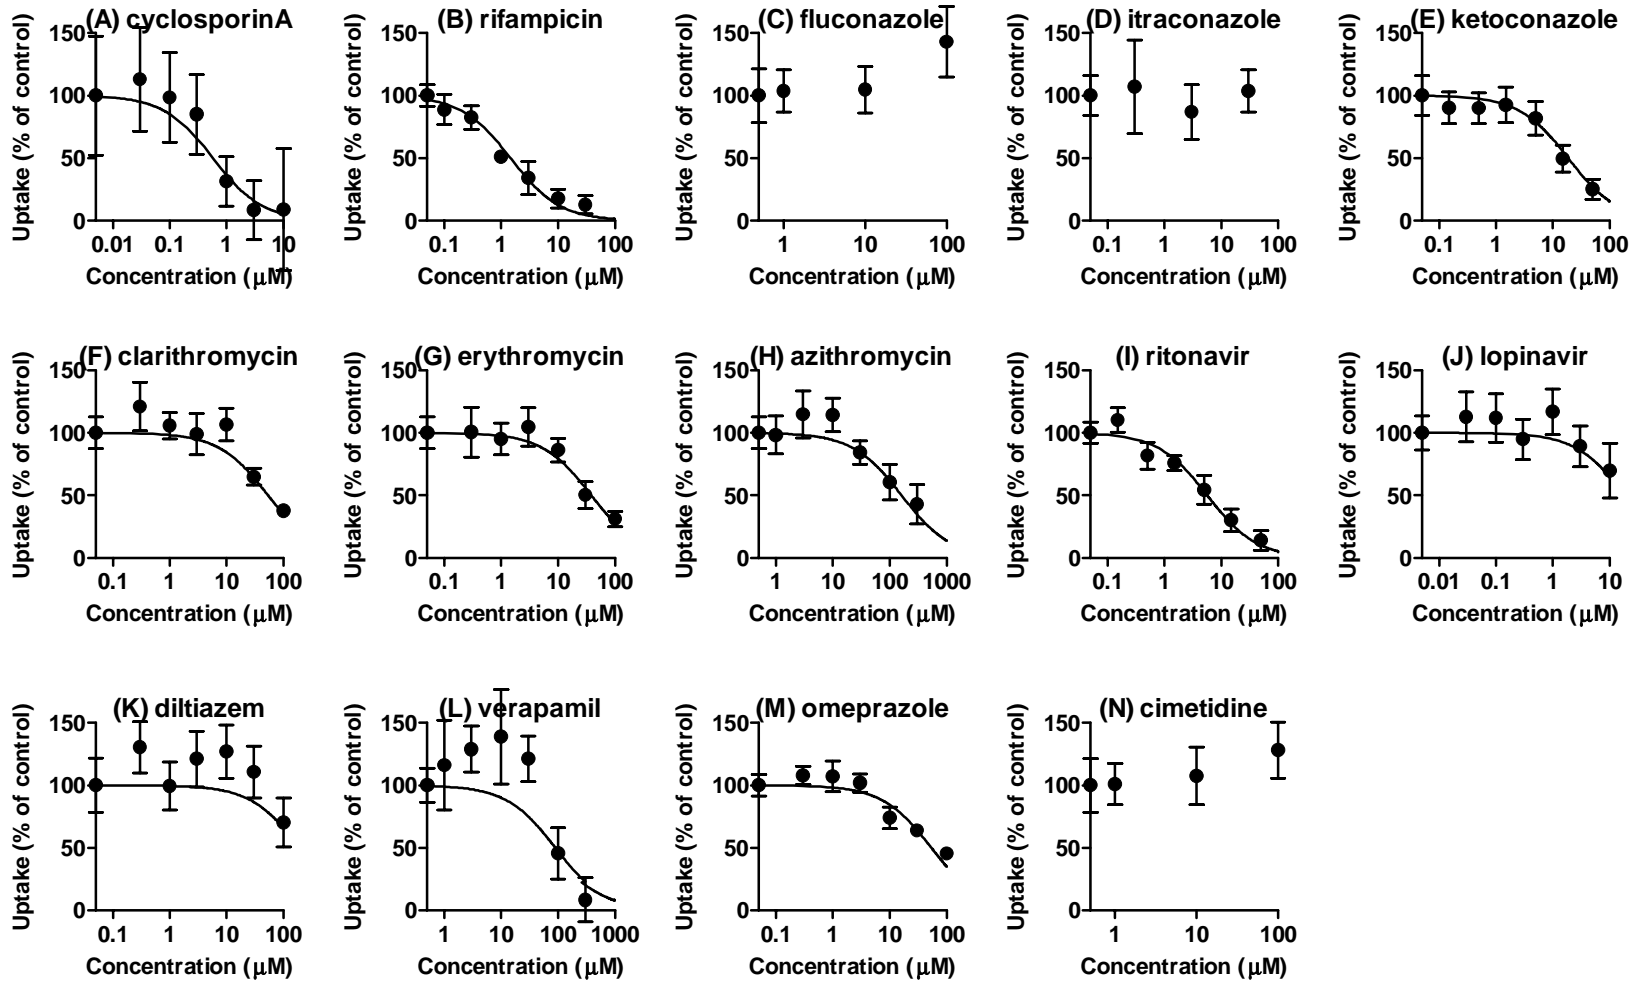 (A) cyclosporinA
Uptake (% of control)
150
100
50
0
0.01 0.1 1 10
Concentration (μM)
(B) rifampicin
Uptake (% of control)
150
100
50
0
0.1 1 10 100
Concentration (μM)
(C) fluconazole
Uptake (% of control)
150
100
50
0
1 10 100
Concentration (μM)
(D) itraconazole
Uptake (% of control)
150
100
50
0
0.1 1 10 100
Concentration (μM)
(E) ketoconazole
Uptake (% of control)
150
100
50
0
0.1 1 10 100
Concentration (μM)
(F) clarithromycin
Uptake (% of control)
150
100
50
0
0.1 1 10 100
Concentration (μM)
(G) erythromycin
Uptake (% of control)
150
100
50
0
0.1 1 10 100
Concentration (μM)
(H) azithromycin
Uptake (% of control)
150
100
50
0
1 10 100 1000
Concentration (μM)
(I) ritonavir
Uptake (% of control)
150
100
50
0
0.1 1 10 100
Concentration (μM)
(J) lopinavir
Uptake (% of control)
150
100
50
0
0.01 0.1 1 10
Concentration (μM)
(K) diltiazem
Uptake (% of control)
150
100
50
0
0.1 1 10 100
Concentration (μM)
(L) verapamil
Uptake (% of control)
150
100
50
0
1 10 100 1000
Concentration (μM)
(M) omeprazole
Uptake (% of control)
150
100
50
0
0.1 1 10 100
Concentration (μM)
(N) cimetidine
Uptake (% of control)
150
100
50
0
1 10 100
Concentration (μM)